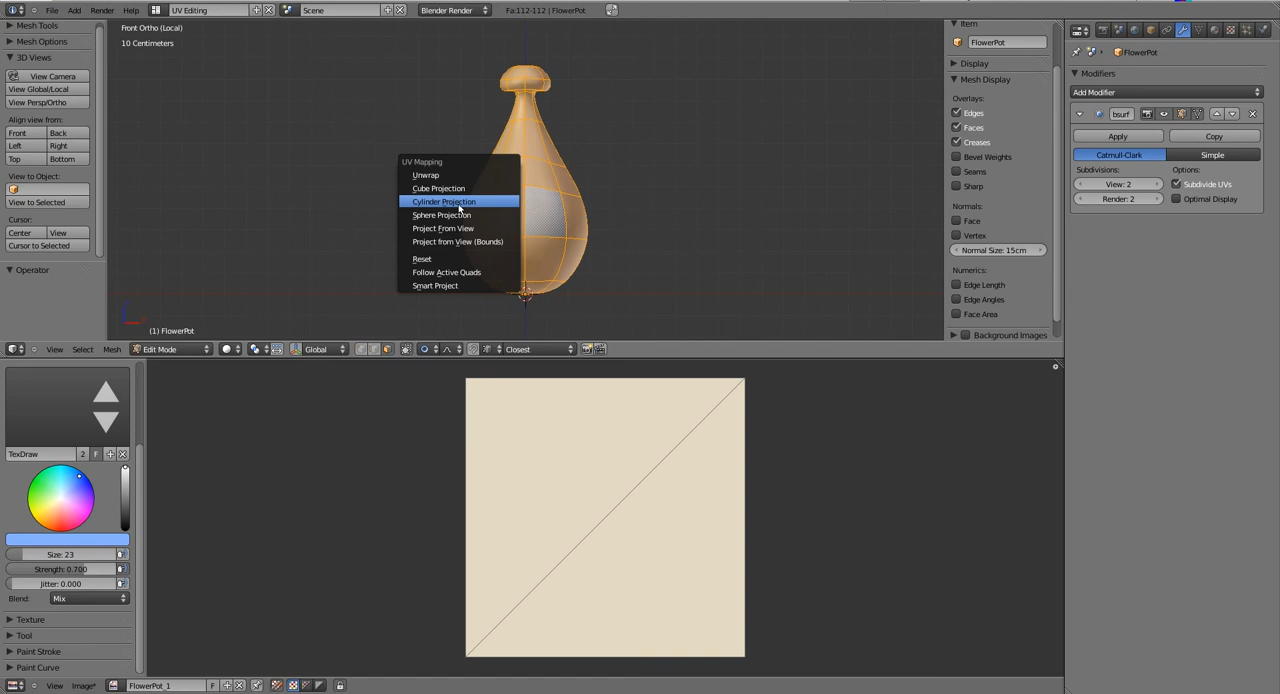 File
Add
Render
Help
UV Editing
Scene
Blender Render
Fa:112-112 | FlowerPot
Mesh Tools
Mesh Options
3D Views
View Camera
View Global/Local
View Persp/Ortho
Align view from:
Front
Back
Left
Right
Top
Bottom
View to Object:
View to Selected
Cursor:
Center
View
Cursor to Selected
Operator
Front Ortho (Local)
10 Centimeters
UV Mapping
Unwrap
Cube Projection
Cylinder Projection
Sphere Projection
Project From View
Project from View (Bounds)
Reset
Follow Active Quads
Smart Project
(1) FlowerPot
View
Select
Mesh
Edit Mode
Global
Closest
Item
FlowerPot
Display
Mesh Display
Overlays:
Edges
Faces
Creases
Bevel Weights
Seams
Sharp
Normals:
Face
Vertex
Normal Size: 15cm
Numerics:
Edge Length
Edge Angles
Face Area
Background Images
FlowerPot
Modifiers
Add Modifier
bsurf
Apply
Copy
Catmull-Clark
Simple
Subdivisions:
Options:
View: 2
Subdivide UVs
Render: 2
Optimal Display
TexDraw
2
F
Size: 23
Strength: 0.700
Jitter: 0.000
Blend:
Mix
Texture
Tool
Paint Stroke
Paint Curve
View
Image*
FlowerPot_1
F